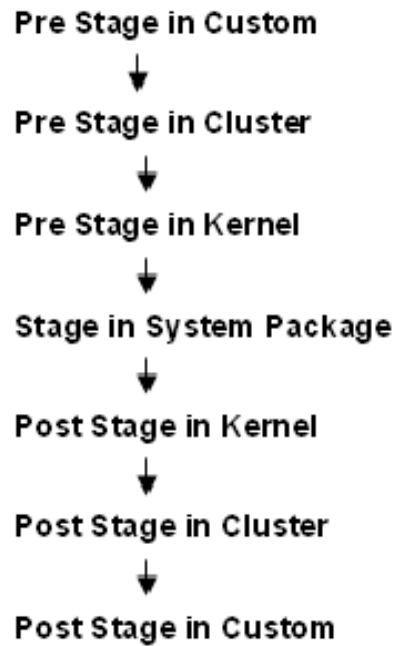 Pre Stage in Custom
Pre Stage in Cluster
Pre Stage in Kernel
Stage in System Package
Post Stage in Kernel
Post Stage in Cluster
Post Stage in Custom